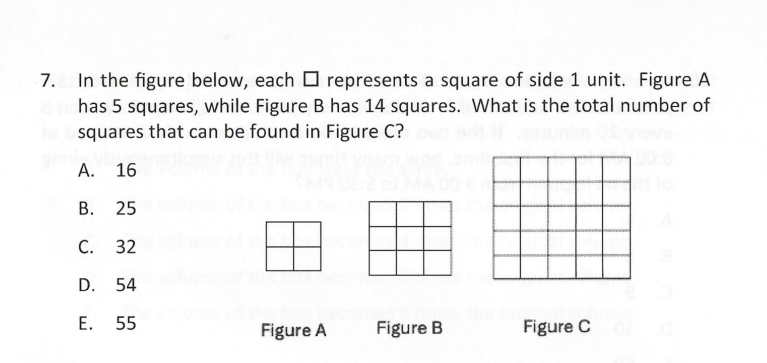 7. In the figure below, each □ represents a square of side 1 unit. Figure A
has 5 squares, while Figure B has 14 squares. What is the total number of
squares that can be found in Figure C?
A. 16
B. 25
C. 32
D. 54
E. 55
Figure A Figure B Figure C